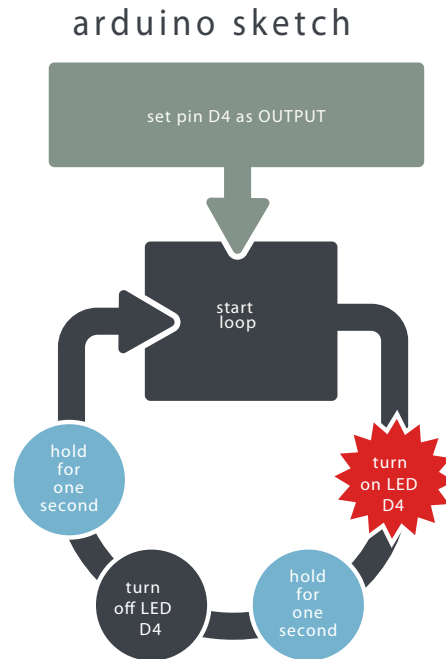 arduino sketch
set pin D4 as OUTPUT
start
loop
turn
on LED
D4
hold
for
one
second
turn
off LED
D4
hold
for
one
second